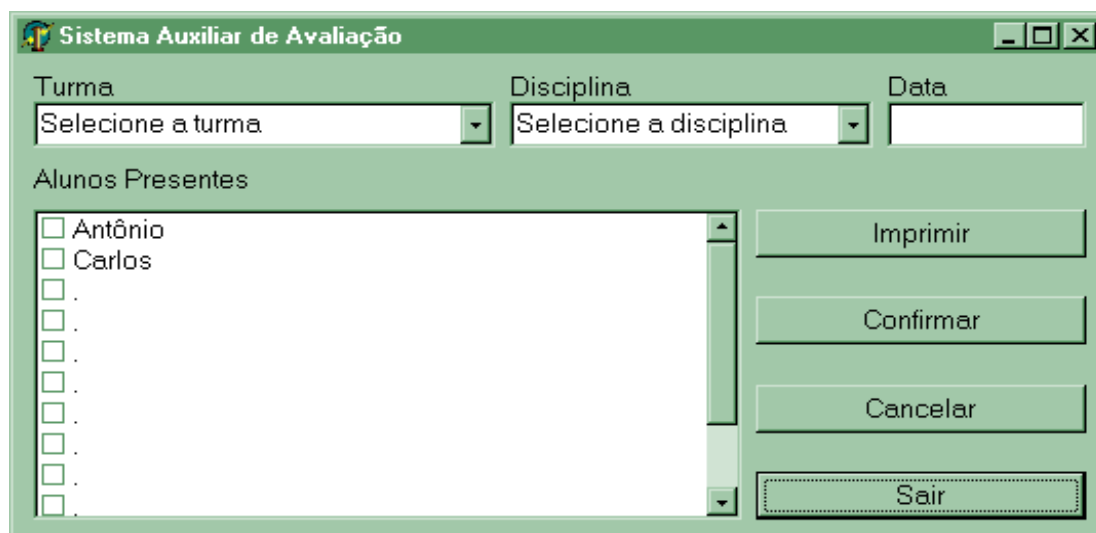 Sistema Auxiliar de Avaliação
Turma Disciplina Data
Selecione a turma Selecione a disciplina
Alunos Presentes
Antônio
Carlos
.
.
.
.
.
.
.
.
Imprimir
Confirmar
Cancelar
Sair